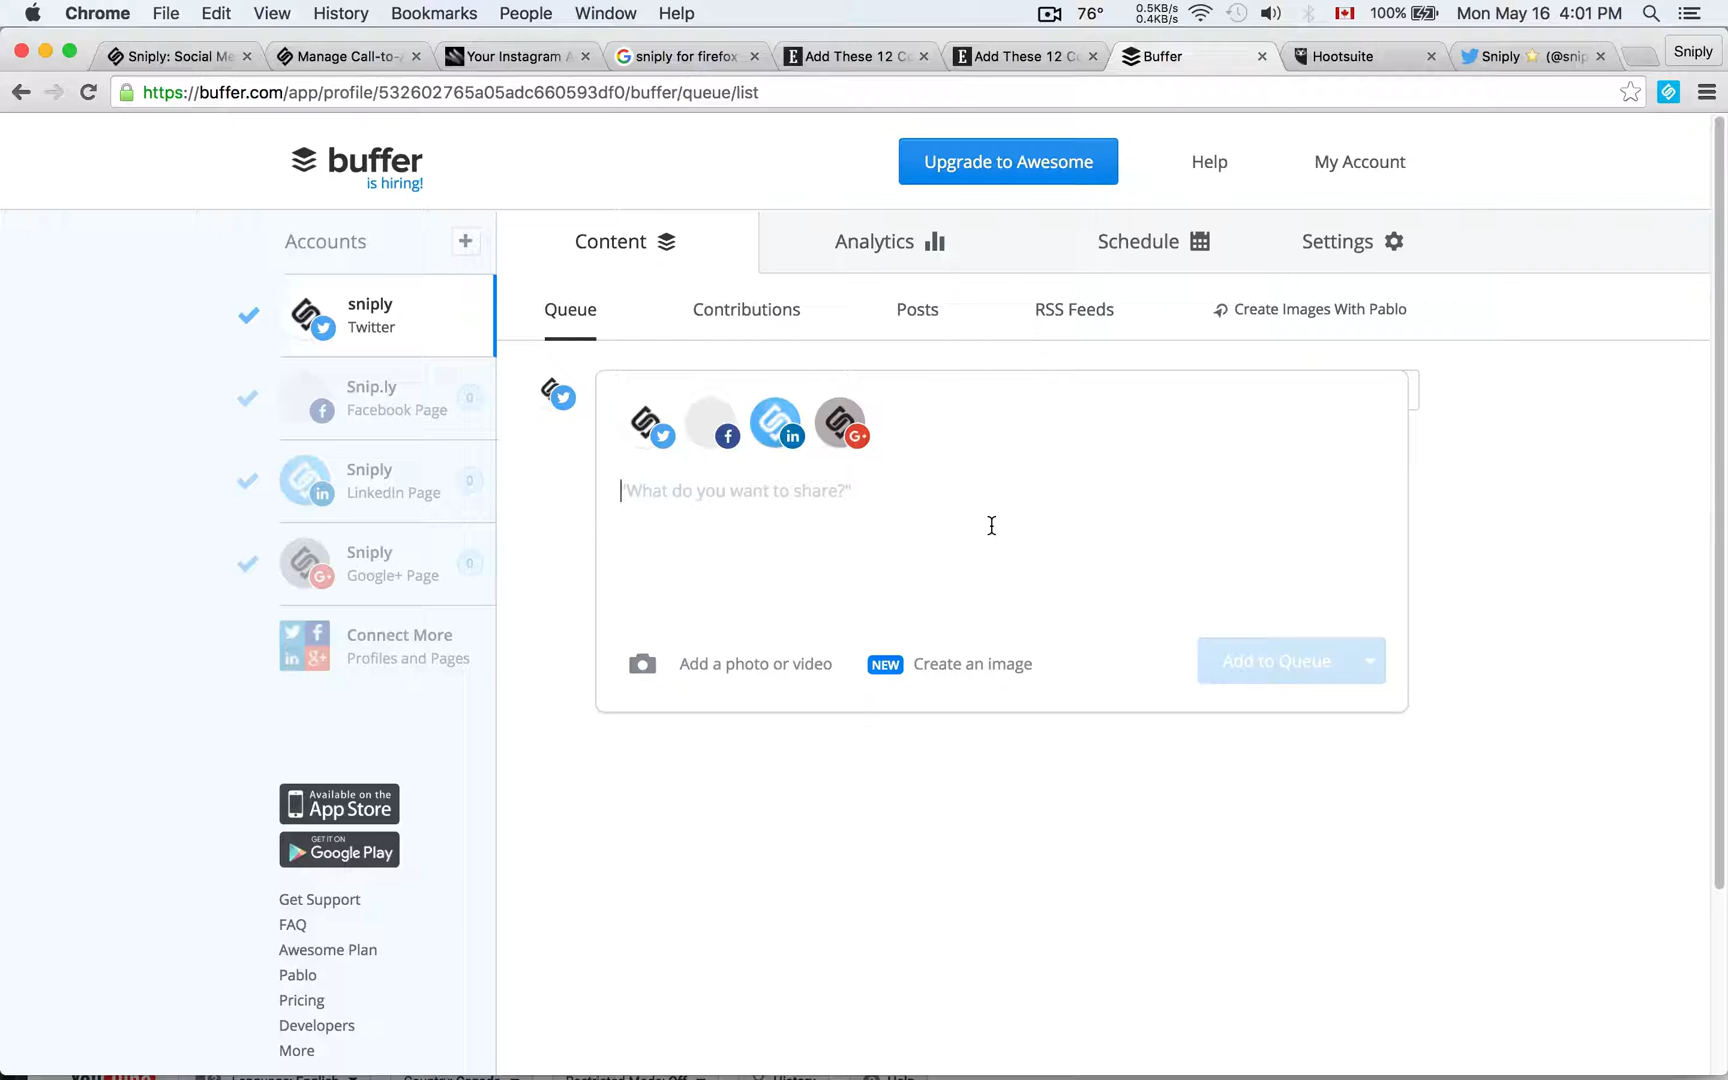 Chrome File Edit View History Bookmarks People Window Help 76° 0.5KB/s 0.4KB/s 100% Mon May 16 4:01 PM
Sniply: Social Me Manage Call-to- Your Instagram A sniply for firefox Add These 12 Co Add These 12 Co Buffer Hootsuite Sniply (@snip Sniply
https://buffer.com/app/profile/532602765a05adc660593df0/buffer/queue/list
buffer
is hiring!
Upgrade to Awesome Help My Account
Accounts + Content Analytics Schedule Settings
sniply
Twitter
Queue Contributions Posts RSS Feeds Create Images With Pablo
Snip.ly
Facebook Page 0
Sniply
LinkedIn Page 0
Sniply
Google+ Page 0
Connect More
Profiles and Pages
"What do you want to share?"
Add a photo or video NEW Create an image Add to Queue
Available on the
App Store
GET IT ON
Google Play
Get Support
FAQ
Awesome Plan
Pablo
Pricing
Developers
More